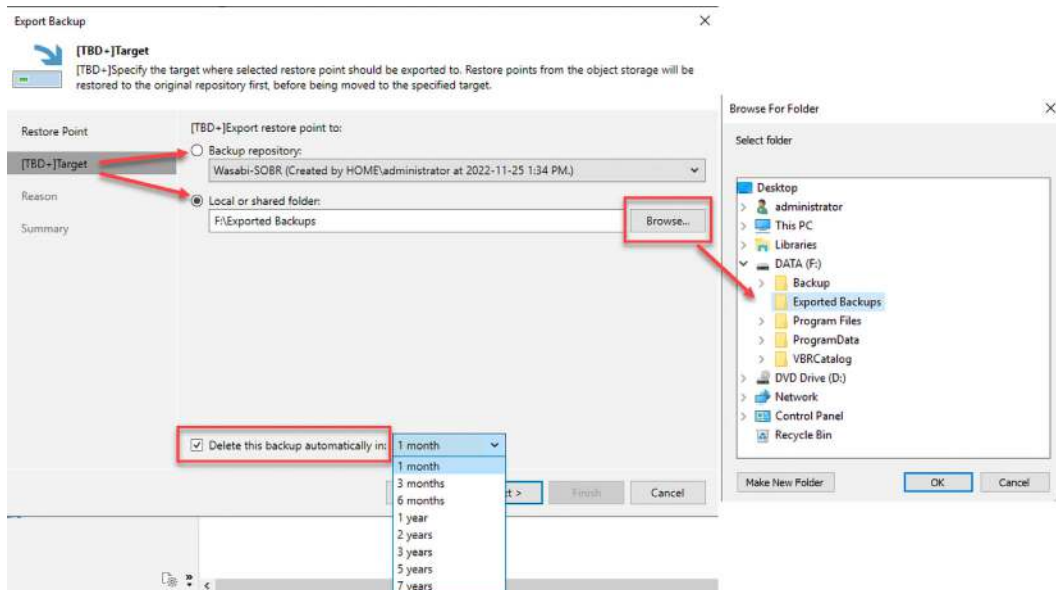 Export Backup
[TBD+]Target
[TBD+]Specify the target where selected restore point should be exported to. Restore points from the object storage will be
restored to the original repository first, before being moved to the specified target.
Restore Point
[TBD+]Target
Reason
Summary
[TBD+]Export restore point to:
Backup repository:
Wasabi-SOBR (Created by HOME\administrator at 2022-11-25 1:34 PM.)
Local or shared folder:
F:\Exported Backups
Browse...
Delete this backup automatically in:
1 month
1 month
3 months
6 months
1 year
2 years
3 years
5 years
7 years
Finish
Cancel
Browse For Folder
Select folder
Desktop
administrator
This PC
Libraries
DATA (F:)
Backup
Exported Backups
Program Files
ProgramData
VBRCatalog
DVD Drive (D:)
Network
Control Panel
Recycle Bin
Make New Folder
OK
Cancel